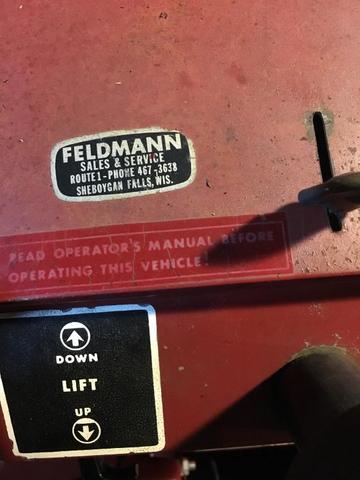 FELDMANN
SALES & SERVICE
ROUTE 1-PHONE 467-3638
SHEBOYGAN FALLS, WIS.
READ OPERATOR'S MANUAL BEFORE
OPERATING THIS VEHICLE!
DOWN
LIFT
UP